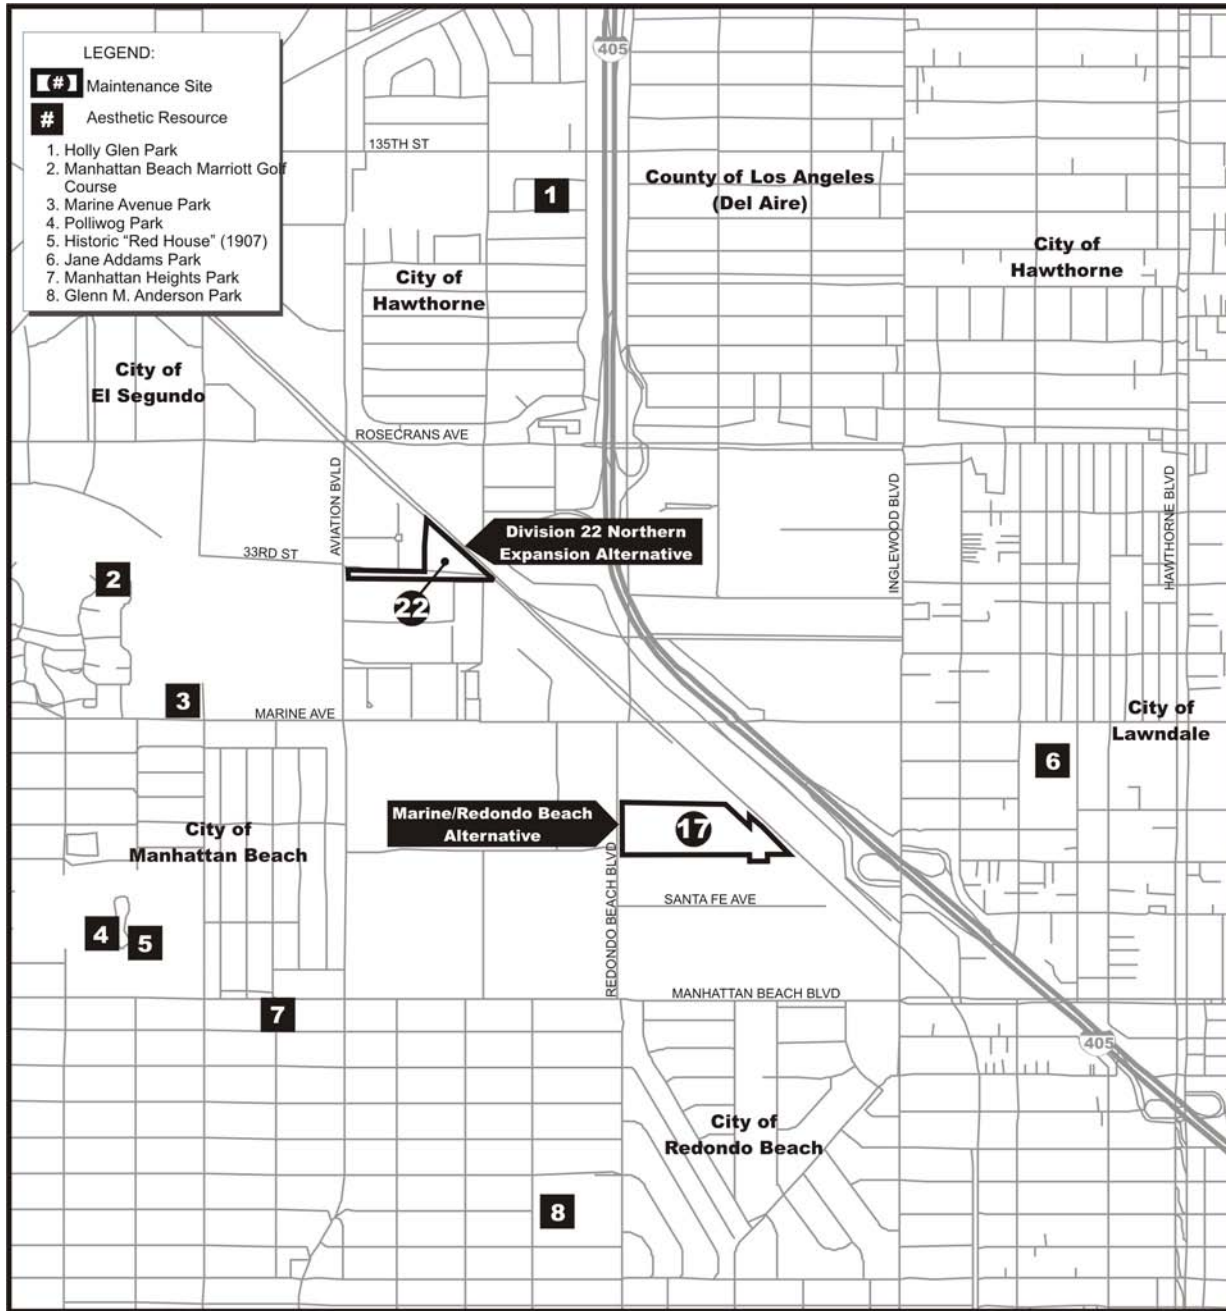 LEGEND:
(#) Maintenance Site
# Aesthetic Resource
1. Holly Glen Park
2. Manhattan Beach Marriott Golf
Course
3. Marine Avenue Park
4. Polliwog Park
5. Historic "Red House" (1907)
6. Jane Addams Park
7. Manhattan Heights Park
8. Glenn M. Anderson Park
405
135TH ST
1
County of Los Angeles
(Del Aire)
City of
Hawthorne
City of
Hawthorne
City of
El Segundo
ROSECRANS AVE
AVIATION BVLD
INGLEWOOD BLVD
HAWTHORNE BLVD
Division 22 Northern
Expansion Alternative
33RD ST
2
22
3
MARINE AVE
City of
Lawndale
6
Marine/Redondo Beach
Alternative
17
City of
Manhattan Beach
REDONDO BEACH BLVD
SANTA FE AVE
4
5
MANHATTAN BEACH BLVD
7
405
City of
Redondo Beach
8